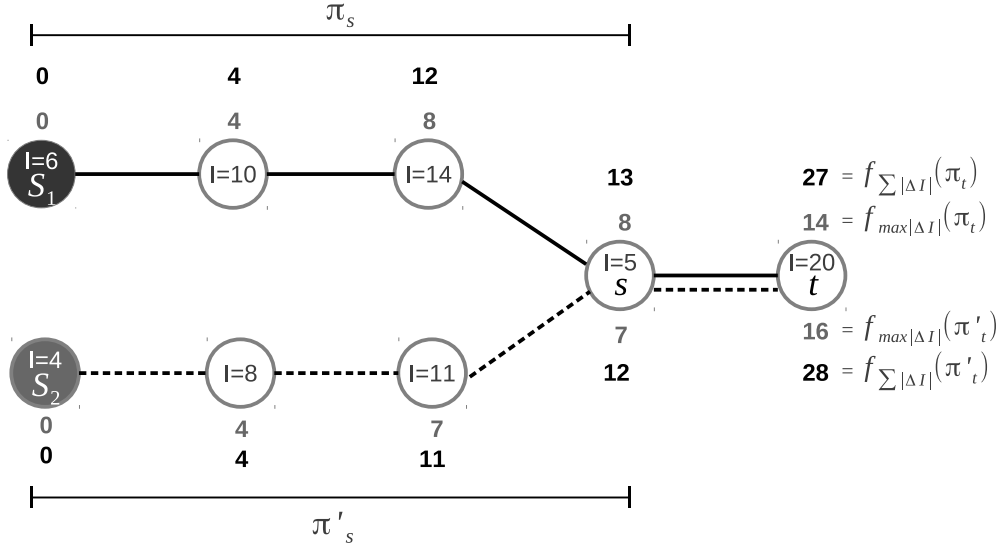 π_s
0 4 12
0 4 8
I=6 S_1
I=10
I=14
13
8
I=5 s
27 = f_{∑|ΔI|}(π_t)
14 = f_{max|ΔI|}(π_t)
I=20 t
I=4 S_2
I=8
I=11
7
12
16 = f_{max|ΔI|}(π'_t)
28 = f_{∑|ΔI|}(π'_t)
0 4 7
0 4 11
π'_s